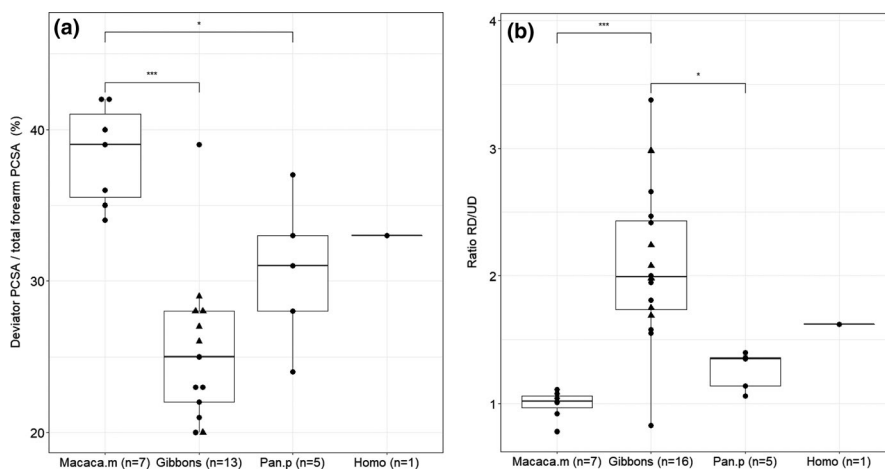 (a)
*
***
Deviator PCSA / total forearm PCSA (%)
40
30
20
Macaca.m (n=7) Gibbons (n=13) Pan.p (n=5) Homo (n=1)
(b)
***
*
Ratio RD/UD
4
3
2
1
Macaca.m (n=7) Gibbons (n=16) Pan.p (n=5) Homo (n=1)